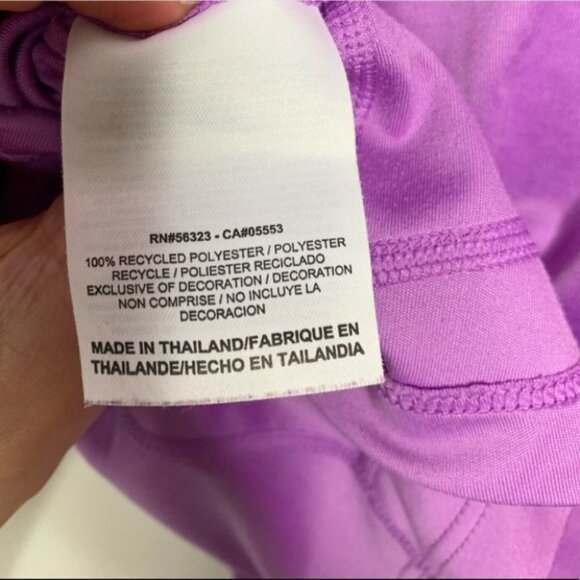 RN#56323 - CA#05553
100% RECYCLED POLYESTER / POLYESTER
RECYCLE / POLIESTER RECICLADO
EXCLUSIVE OF DECORATION / DECORATION
NON COMPRISE / NO INCLUYE LA
DECORACION
MADE IN THAILAND/FABRIQUE EN
THAILANDE/HECHO EN TAILANDIA